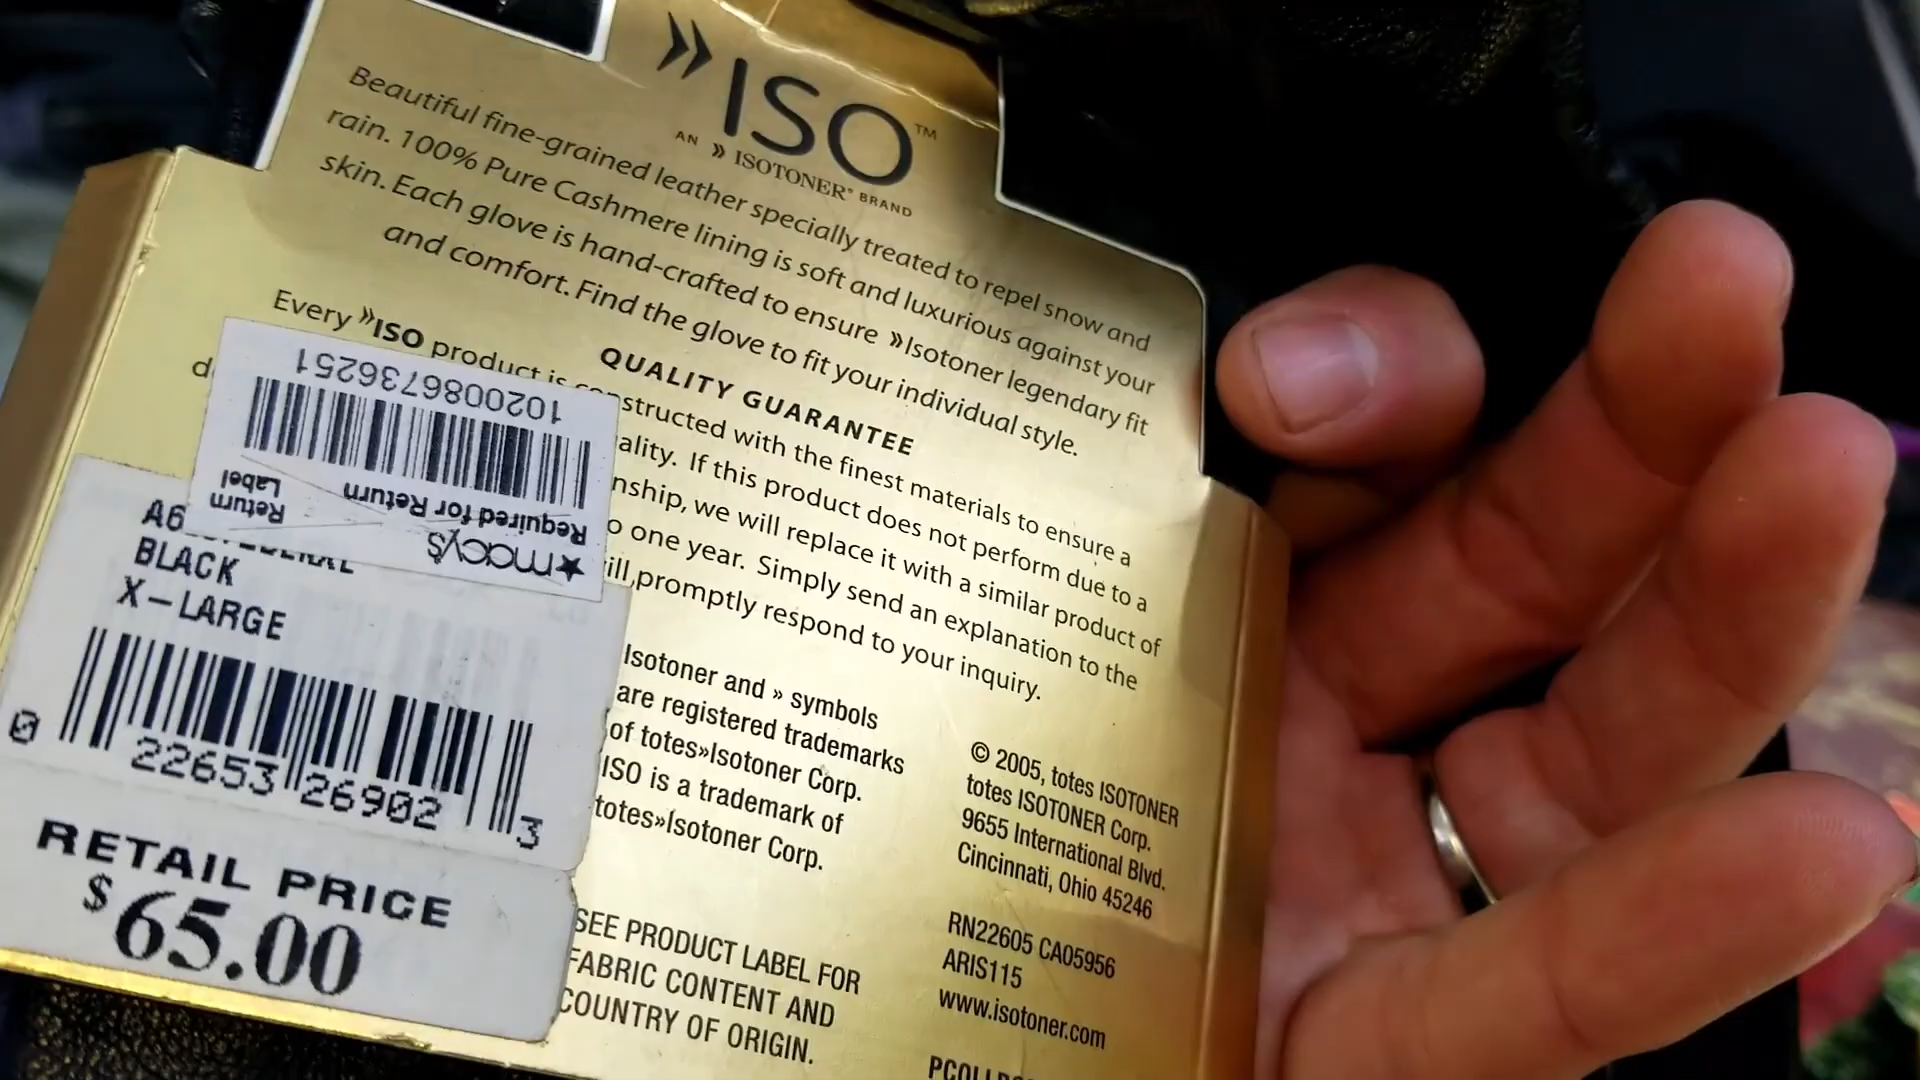 »ISO™
AN » ISOTONER® BRAND
Beautiful fine-grained leather specially treated to repel snow and
rain. 100% Pure Cashmere lining is soft and luxurious against your
skin. Each glove is hand-crafted to ensure »Isotoner legendary fit
and comfort. Find the glove to fit your individual style.
QUALITY GUARANTEE
Every »ISO product is constructed with the finest materials to ensure a
If this product does not perform due to a
we will replace it with a similar product of
one year. Simply send an explanation to the
promptly respond to your inquiry.
Isotoner and » symbols
are registered trademarks
of totes»Isotoner Corp.
ISO is a trademark of
totes»Isotoner Corp.
SEE PRODUCT LABEL FOR
FABRIC CONTENT AND
COUNTRY OF ORIGIN.
© 2005, totes ISOTONER
totes ISOTONER Corp.
9655 International Blvd.
Cincinnati, Ohio 45246
RN22605 CA05956
ARIS115
www.isotoner.com
★macy's
Required for Return
Return
Label
1020086736251
A6
BLACK
X-LARGE
0 22653 26902 3
RETAIL PRICE
$65.00